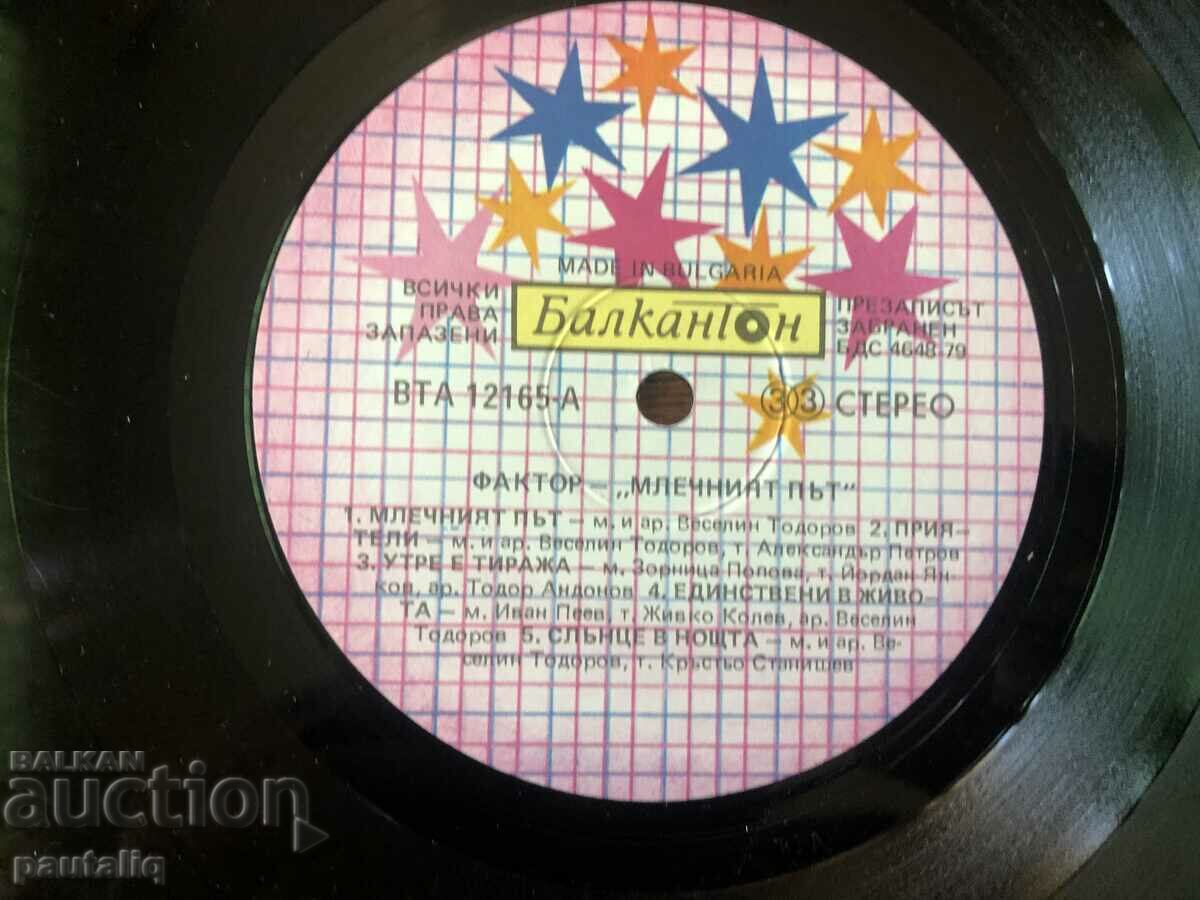 MADE IN BULGARIA
ВСИЧКИ
ПРАВА
ЗАПАЗЕНИ
Балкантон
ПРЕЗАПИСЪТ
ЗАБРАНЕН
БДС 4648-79
ВТА 12165-А
33 СТЕРЕО
ФАКТОР – „МЛЕЧНИЯТ ПЪТ“
1. МЛЕЧНИЯТ ПЪТ – м. и ар. Веселин Тодоров 2. ПРИЯ-
ТЕЛИ – м. и ар. Веселин Тодоров, т. Александър Петров
3. УТРЕ Е ТИРАЖА – м. Зорница Попова, т. Йордан Ян-
ков, ар. Тодор Андонов 4. ЕДИНСТВЕНИ В ЖИВО-
ТА – м. Иван Пеев, т. Живко Колев, ар. Веселин
Тодоров 5. СЛЪНЦЕ В НОЩТА – м. и ар. Ве-
селин Тодоров, т. Кръстьо Станишев
BALKAN
auction
pautaliq